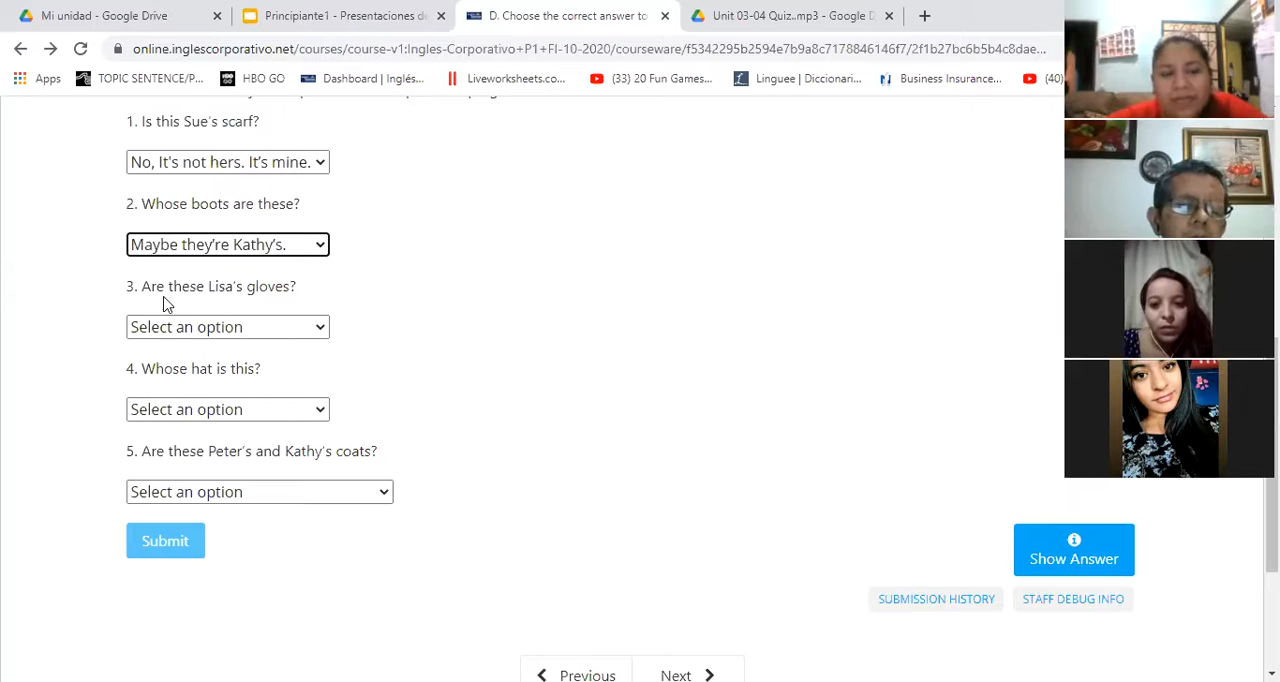 Mi unidad - Google Drive
Principiante1 - Presentaciones de
D. Choose the correct answer to
Unit 03-04 Quiz..mp3 - Google D
online.inglescorporativo.net/courses/course-v1:Ingles-Corporativo+P1+FI-10-2020/courseware/f5342295b2594e7b9a8c7178846146f7/2f1b27bc6b5b4c8dae...
Apps
TOPIC SENTENCE/P...
HBO GO
Dashboard | Inglés...
Liveworksheets.co...
(33) 20 Fun Games...
Linguee | Diccionari...
Business Insurance...
(40)
1. Is this Sue's scarf?
No, It's not hers. It's mine.
2. Whose boots are these?
Maybe they're Kathy's.
3. Are these Lisa's gloves?
Select an option
4. Whose hat is this?
Select an option
5. Are these Peter's and Kathy's coats?
Select an option
Submit
Show Answer
SUBMISSION HISTORY
STAFF DEBUG INFO
Previous
Next